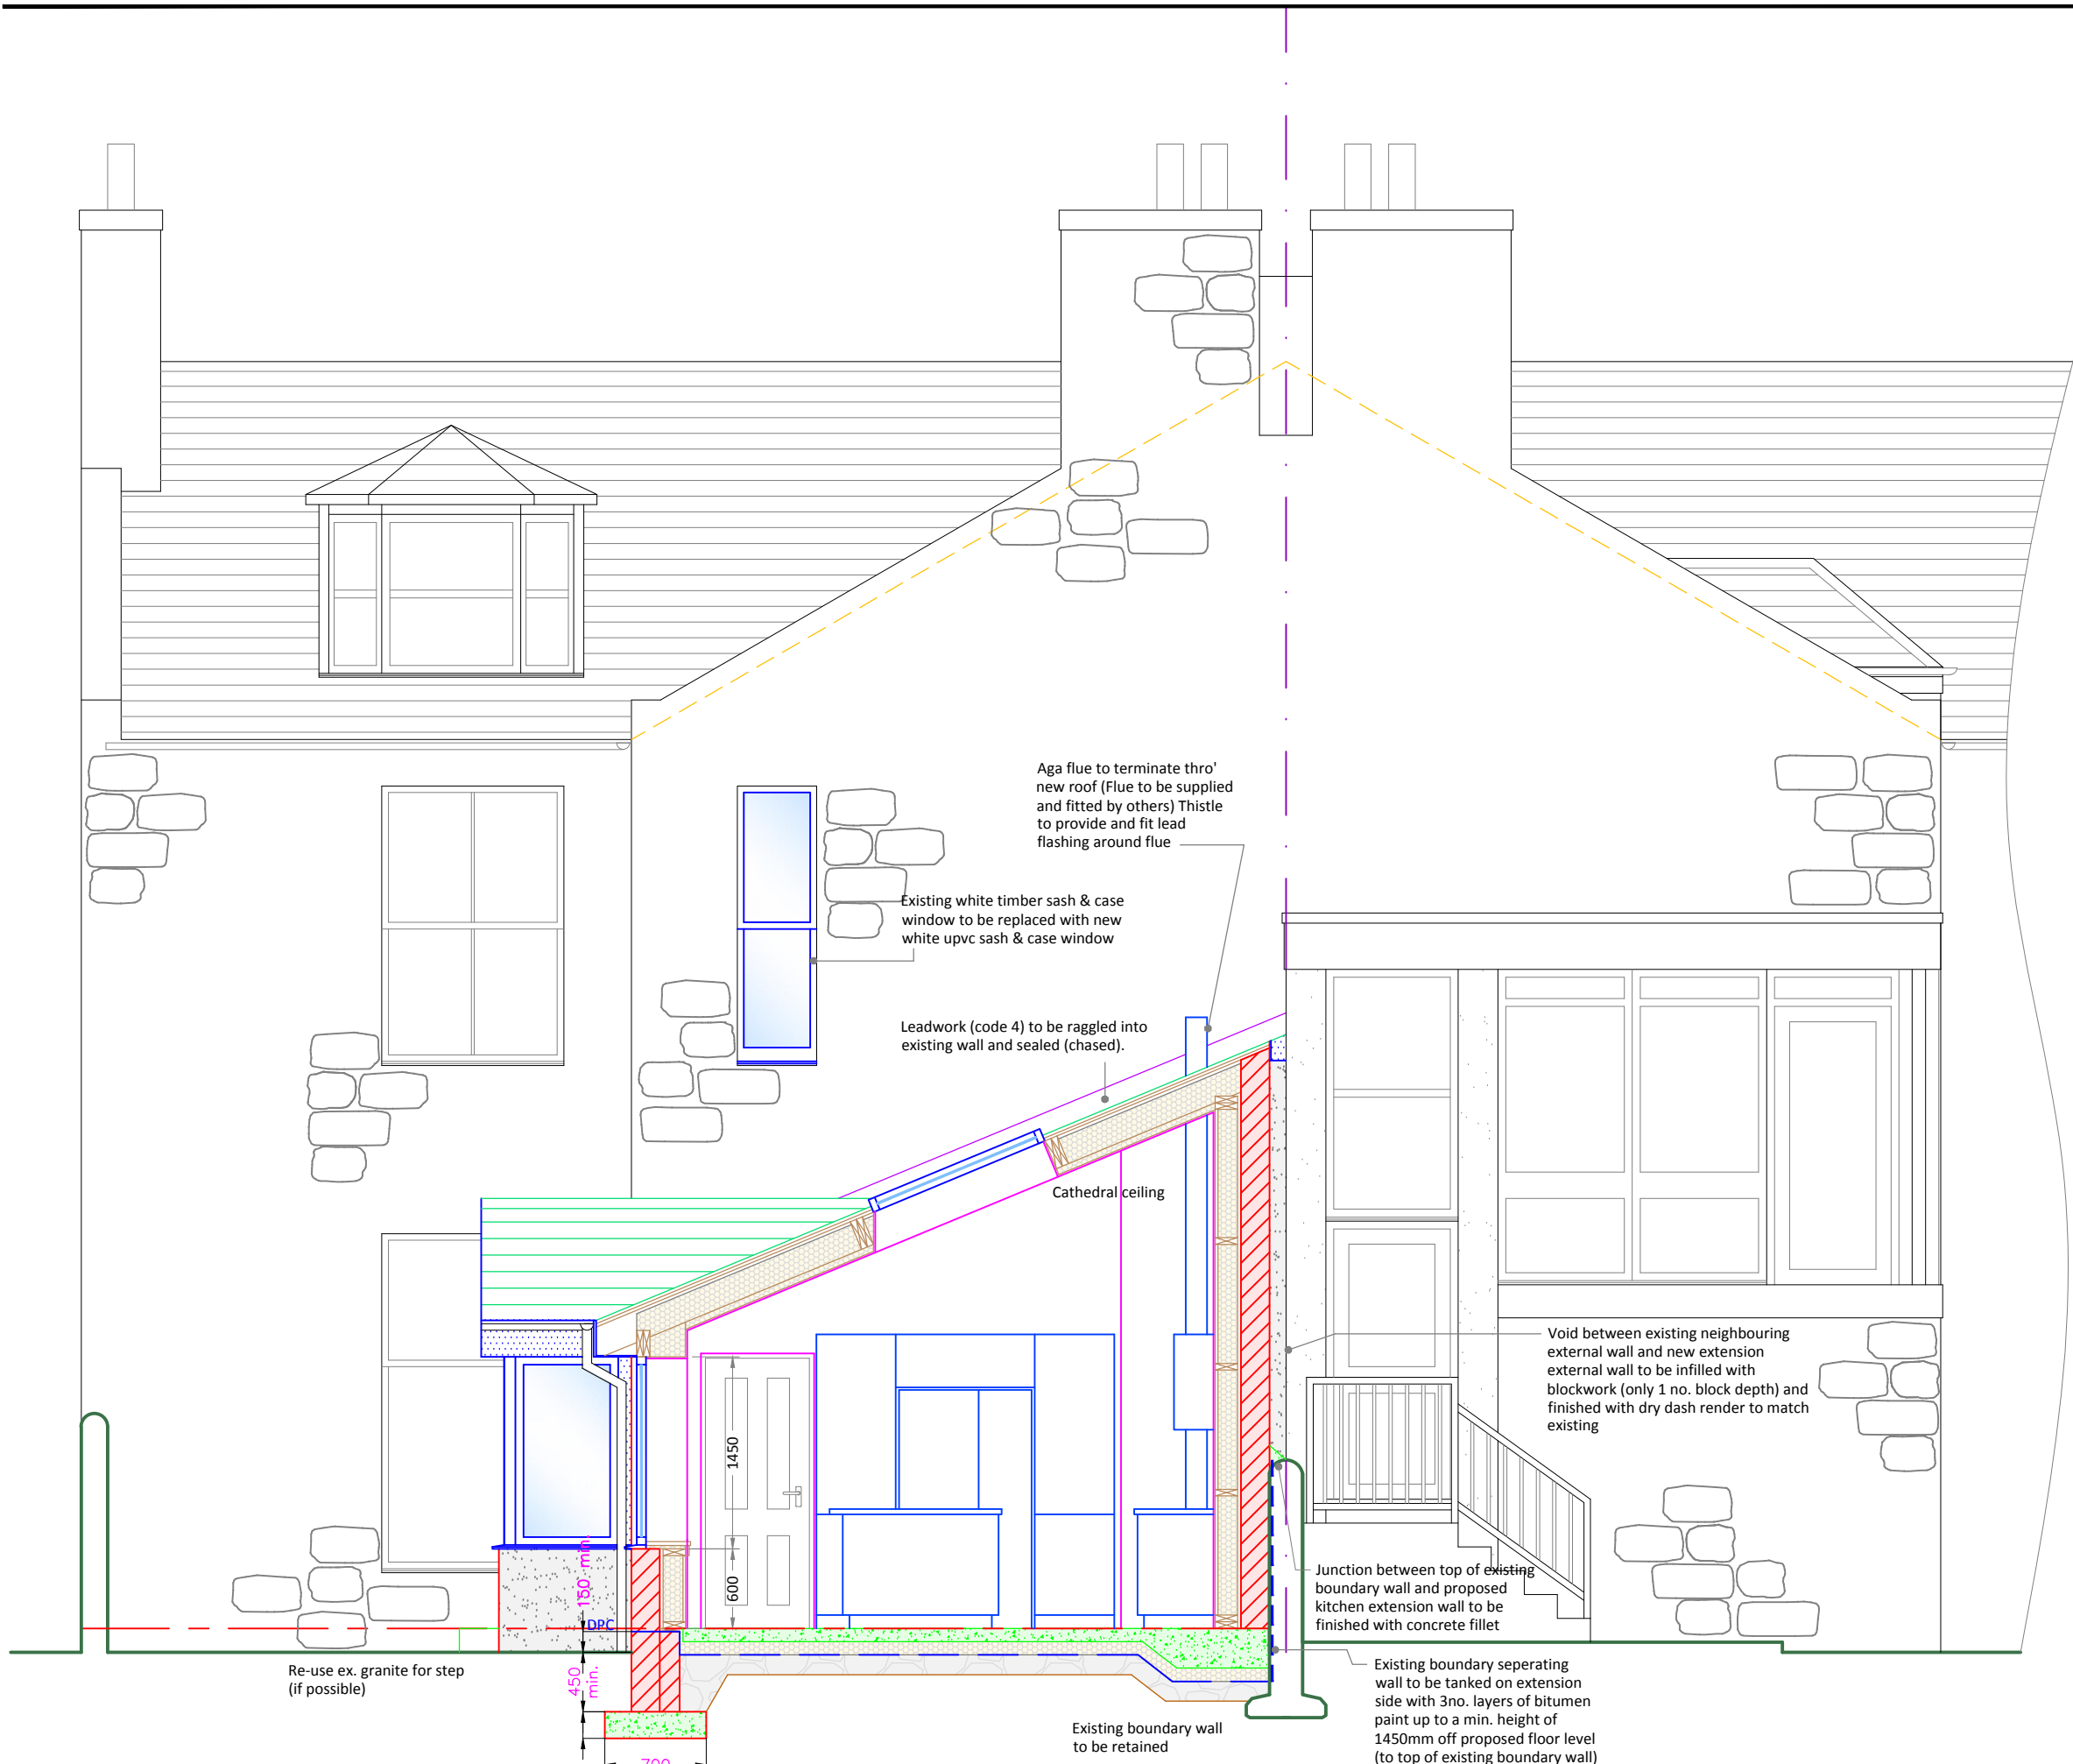 Aga flue to terminate thro'
new roof (Flue to be supplied
and fitted by others) Thistle
to provide and fit lead
flashing around flue
Existing white timber sash & case
window to be replaced with new
white upvc sash & case window
Leadwork (code 4) to be raggled into
existing wall and sealed (chased).
Cathedral ceiling
Void between existing neighbouring
external wall and new extension
external wall to be infilled with
blockwork (only 1 no. block depth) and
finished with dry dash render to match
existing
1450
600
150 min.
DPC
450
min.
700
Junction between top of existing
boundary wall and proposed
kitchen extension wall to be
finished with concrete fillet
Re-use ex. granite for step
(if possible)
Existing boundary wall
to be retained
Existing boundary seperating
wall to be tanked on extension
side with 3no. layers of bitumen
paint up to a min. height of
1450mm off proposed floor level
(to top of existing boundary wall)